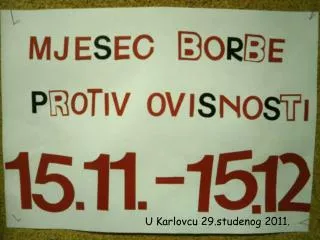 MJESEC BORBE
PROTIV OVISNOSTI
15.11.-15.12
U Karlovcu 29.studenog 2011.